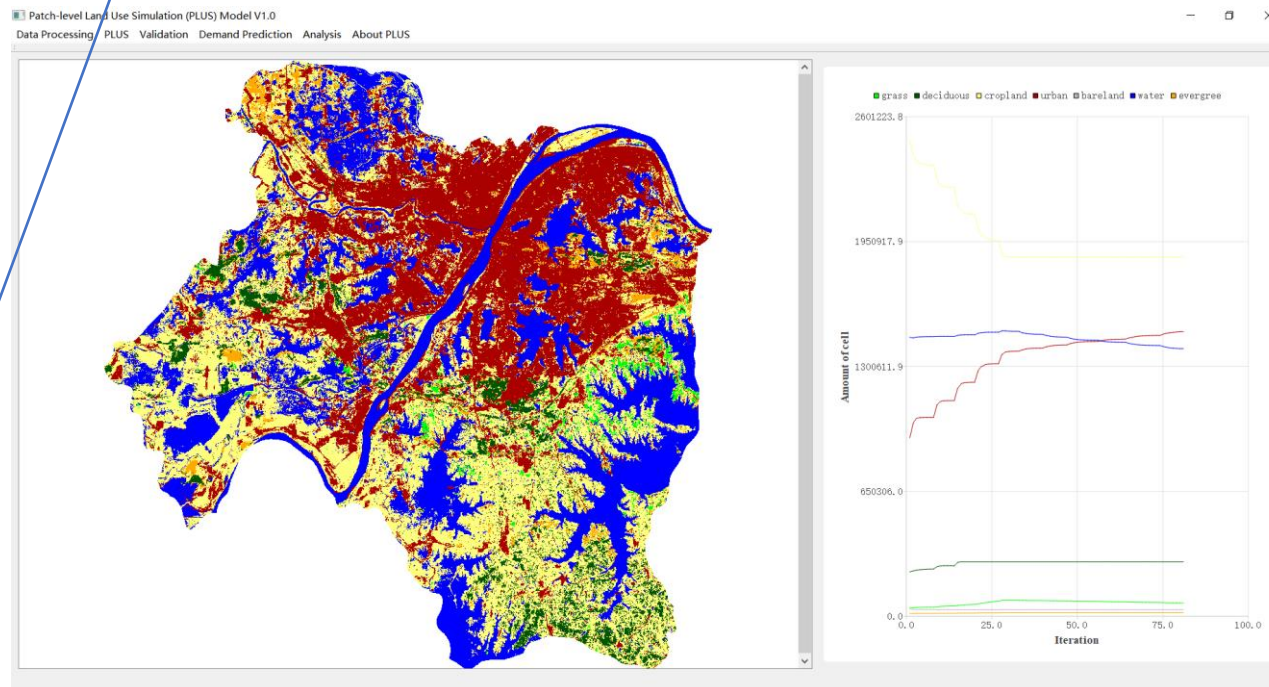 Patch-level Land Use Simulation (PLUS) Model V1.0
Data Processing PLUS Validation Demand Prediction Analysis About PLUS
grass deciduous cropland urban bareland water evergree
2601223.8
1950917.9
1300611.9
650306.0
0.0
Amount of cell
0.0 25.0 50.0 75.0 100.0
Iteration